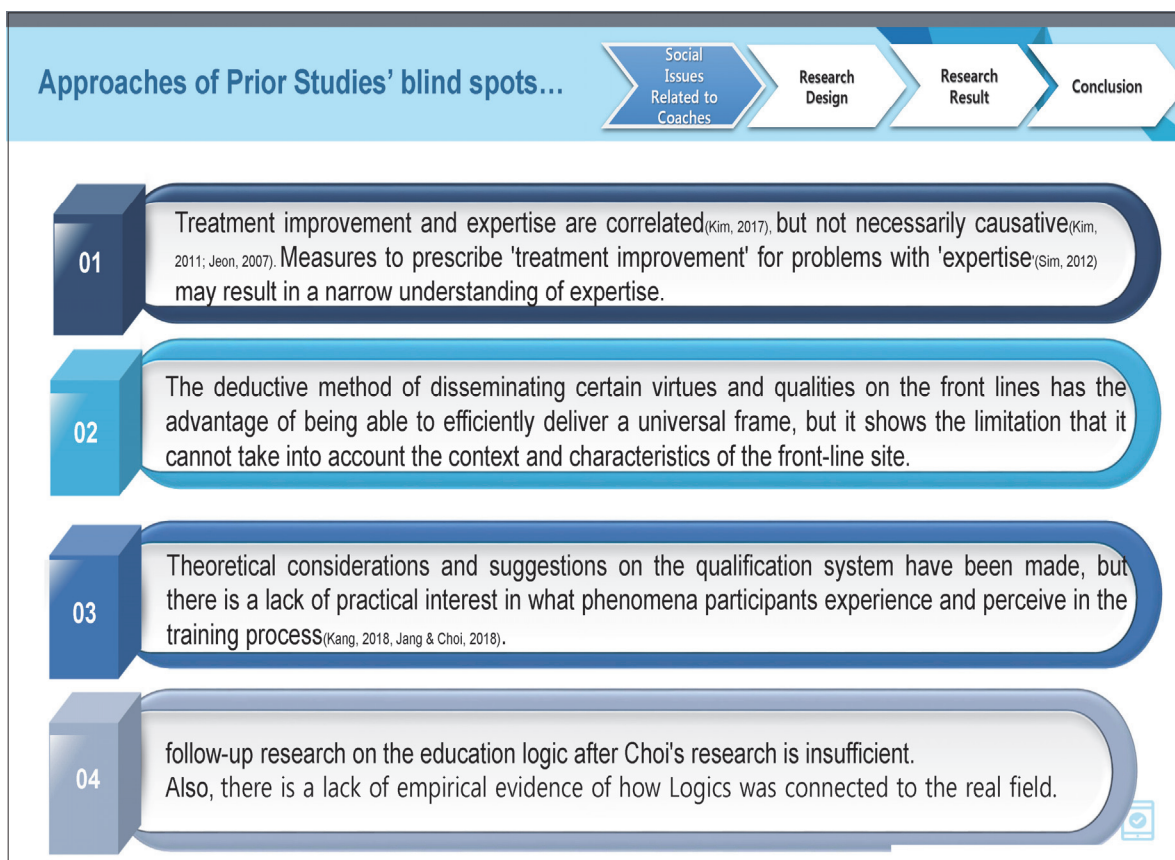 Approaches of Prior Studies' blind spots…
Social
Issues
Related to
Coaches
Research
Design
Research
Result
Conclusion
01
Treatment improvement and expertise are correlated(Kim, 2017), but not necessarily causative(Kim,
2011; Jeon, 2007). Measures to prescribe 'treatment improvement' for problems with 'expertise'(Sim, 2012)
may result in a narrow understanding of expertise.
02
The deductive method of disseminating certain virtues and qualities on the front lines has the
advantage of being able to efficiently deliver a universal frame, but it shows the limitation that it
cannot take into account the context and characteristics of the front-line site.
03
Theoretical considerations and suggestions on the qualification system have been made, but
there is a lack of practical interest in what phenomena participants experience and perceive in the
training process(Kang, 2018, Jang & Choi, 2018).
04
follow-up research on the education logic after Choi's research is insufficient.
Also, there is a lack of empirical evidence of how Logics was connected to the real field.